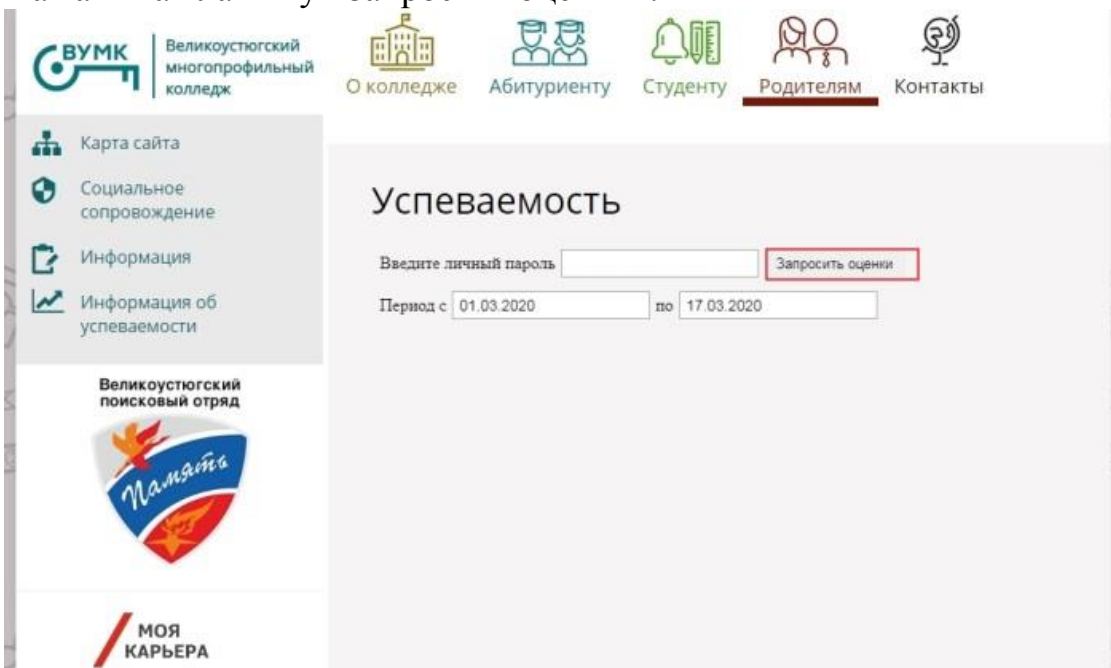 ВУМК
Великоустюгский
многопрофильный
колледж
О колледже
Абитуриенту
Студенту
Родителям
Контакты
Карта сайта
Социальное
сопровождение
Информация
Информация об
успеваемости
Успеваемость
Введите личный пароль
Запросить оценки
Период с 01.03.2020 по 17.03.2020
Великоустюгский
поисковый отряд
Память
МОЯ
КАРЬЕРА